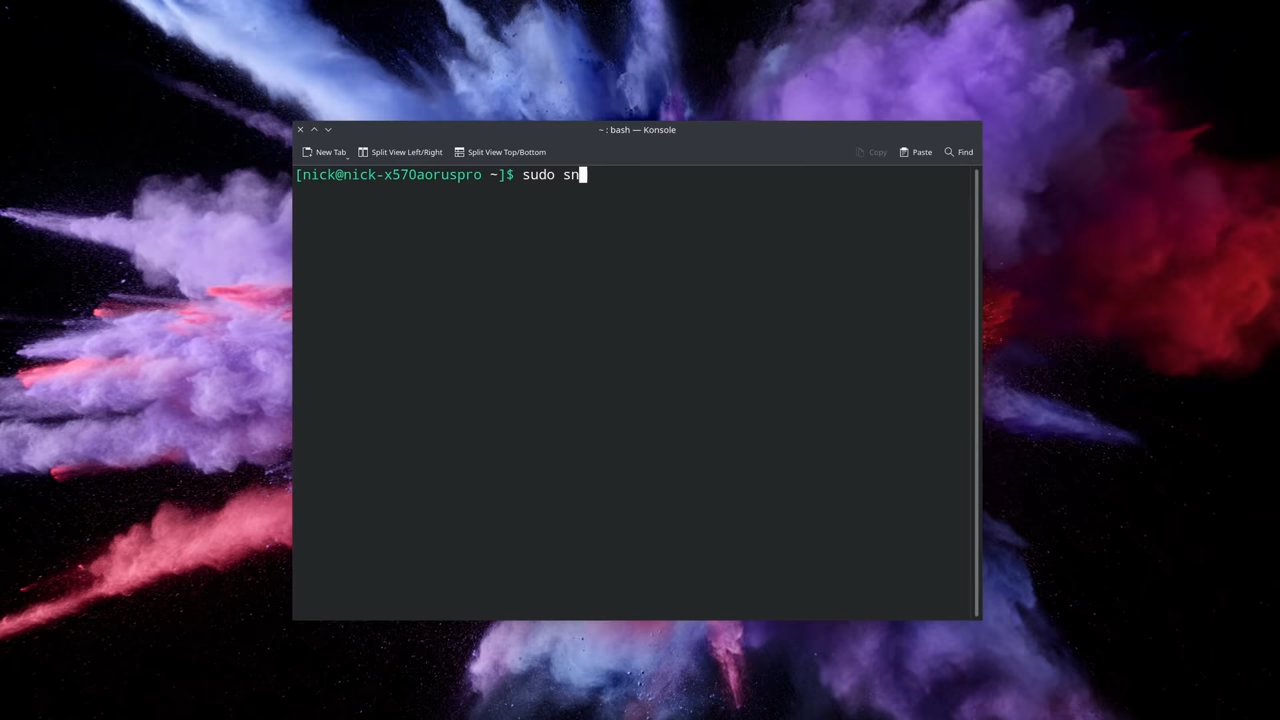 ~ : bash — Konsole
New Tab Split View Left/Right Split View Top/Bottom Copy Paste Find
[nick@nick-x570aoruspro ~]$ sudo sn